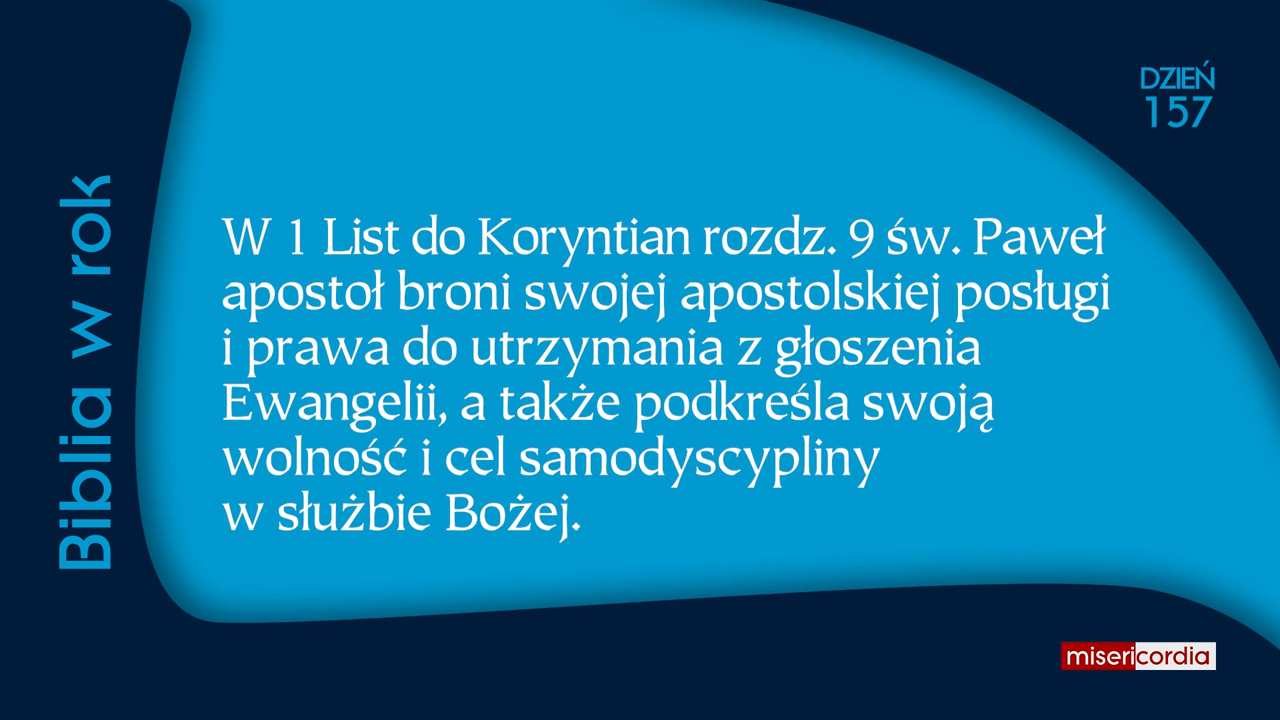 DZIEŃ
157
Biblia w rok
W 1 List do Koryntian rozdz. 9 św. Paweł
apostoł broni swojej apostolskiej posługi
i prawa do utrzymania z głoszenia
Ewangelii, a także podkreśla swoją
wolność i cel samodyscypliny
w służbie Bożej.
misericordia